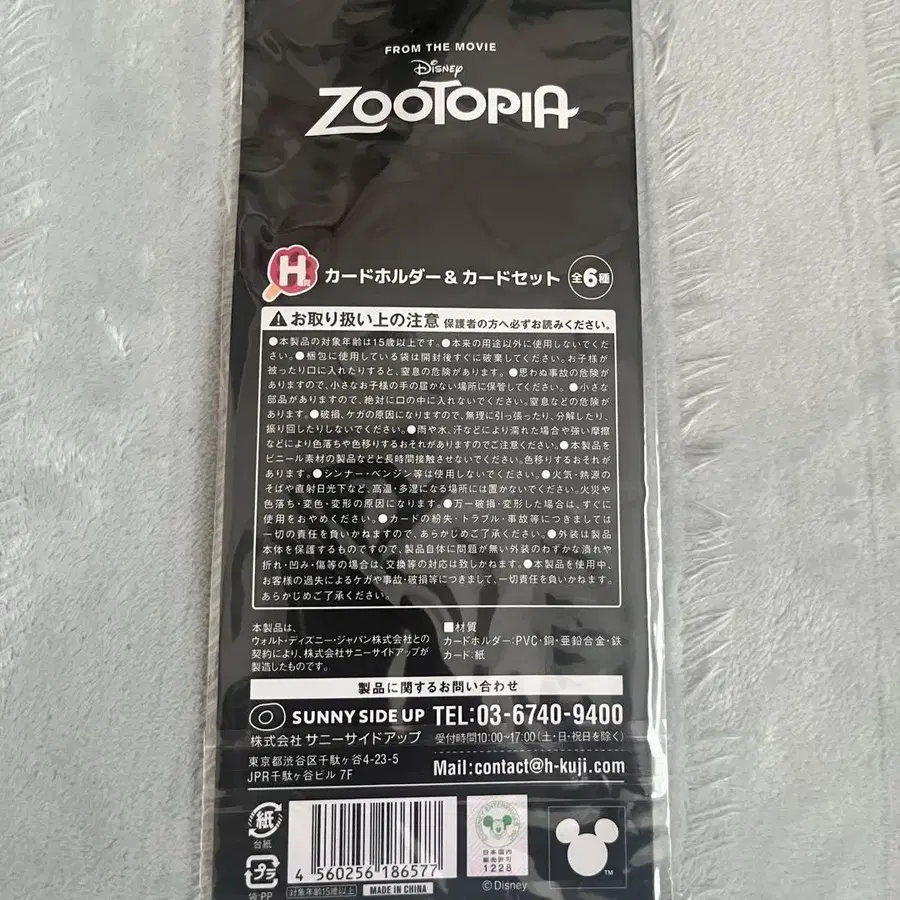 FROM THE MOVIE
Disney
ZOOTOPIA
H賞 カードホルダー&カードセット 全6種
お取り扱い上の注意 保護者の方へ必ずお読みください。
●本製品の対象年齢は15歳以上です。●本来の用途以外に使用しないでくだ
さい。●梱包に使用している袋は開封後すぐに破棄してください。お子様が
被ったり口に入れたりすると、窒息の危険があります。●思わぬ事故の危険が
ありますので、小さなお子様の手の届かない場所に保管してください。●小さな
部品がありますので、絶対に口の中に入れないでください。窒息などの危険が
あります。●破損、ケガの原因になりますので、無理に引っ張ったり、分解したり、
振り回したりしないでください。●雨や水、汗などにより濡れた場合や強い摩擦
などにより色落ちや色移りするおそれがありますのでご注意ください。●本製品を
ビニール素材の製品などと長時間接触させないでください。色移りするおそれが
あります。●シンナー・ベンジン等は使用しないでください。●火気・熱源の
そばや直射日光下など、高温・多湿になる場所には置かないでください。火災や
色落ち・変色・変形の原因になります。●万一破損・変形した場合は、すぐに
使用をおやめください。●カードの紛失・トラブル・事故等につきましては
一切の責任を負いかねますので、あらかじめご了承ください。●外装は製品
本体を保護するものですので、製品自体に問題が無い外装のわずかな潰れや
折れ・凹み・傷等の場合は、交換等の対応は致しかねます。●本製品を使用中、
お客様の過失によるケガや事故・破損等につきまして、一切責任を負いかねます。
あらかじめご了承ください。
本製品は、
ウォルト・ディズニー・ジャパン株式会社との
契約により、株式会社サニーサイドアップが
製造したものです。
■材質
カードホルダー:PVC・銅・亜鉛合金・鉄
カード:紙
製品に関するお問い合わせ
SUNNY SIDE UP
株式会社 サニーサイドアップ
東京都渋谷区千駄ヶ谷4-23-5
JPR千駄ヶ谷ビル 7F
TEL:03-6740-9400
受付時間10:00~17:00(土・日・祝日を除く)
Mail:contact@h-kuji.com
紙
台紙
プラ
袋:PP
4 560256 186577
対象年齢15歳以上
MADE IN CHINA
日本国内
販売許可
1228
©Disney
TM